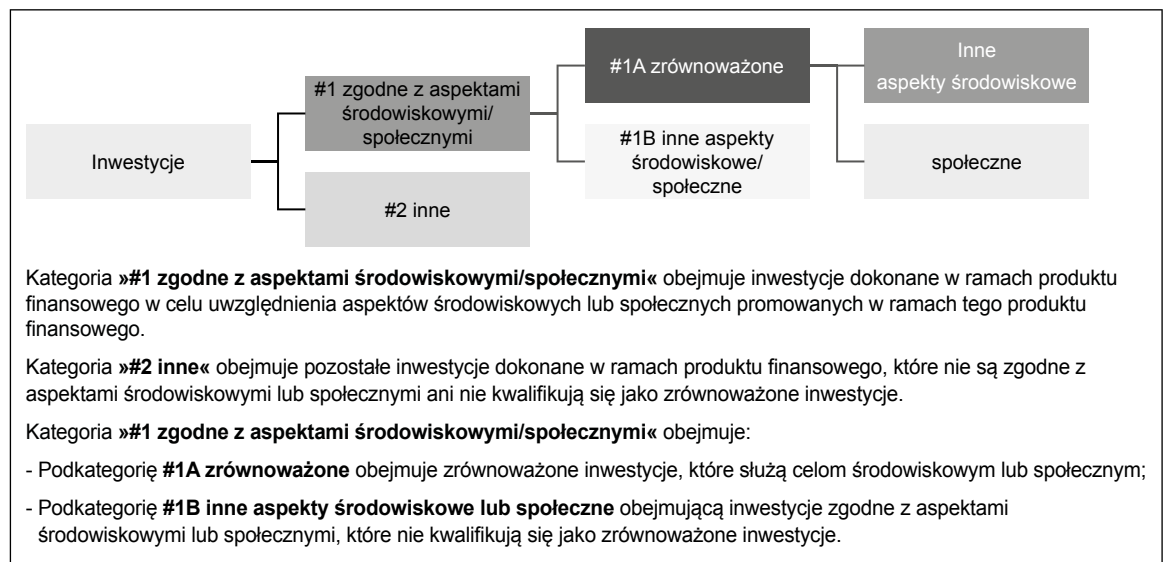 Inwestycje
#1 zgodne z aspektami
środowiskowymi/
społecznymi
#2 inne
#1A zrównoważone
#1B inne aspekty
środowiskowe/
społeczne
Inne
aspekty środowiskowe
społeczne
Kategoria »#1 zgodne z aspektami środowiskowymi/społecznymi« obejmuje inwestycje dokonane w ramach produktu
finansowego w celu uwzględnienia aspektów środowiskowych lub społecznych promowanych w ramach tego produktu
finansowego.
Kategoria »#2 inne« obejmuje pozostałe inwestycje dokonane w ramach produktu finansowego, które nie są zgodne z
aspektami środowiskowymi lub społecznymi ani nie kwalifikują się jako zrównoważone inwestycje.
Kategoria »#1 zgodne z aspektami środowiskowymi/społecznymi« obejmuje:
- Podkategorię #1A zrównoważone obejmuje zrównoważone inwestycje, które służą celom środowiskowym lub społecznym;
- Podkategorię #1B inne aspekty środowiskowe lub społeczne obejmującą inwestycje zgodne z aspektami
środowiskowymi lub społecznymi, które nie kwalifikują się jako zrównoważone inwestycje.